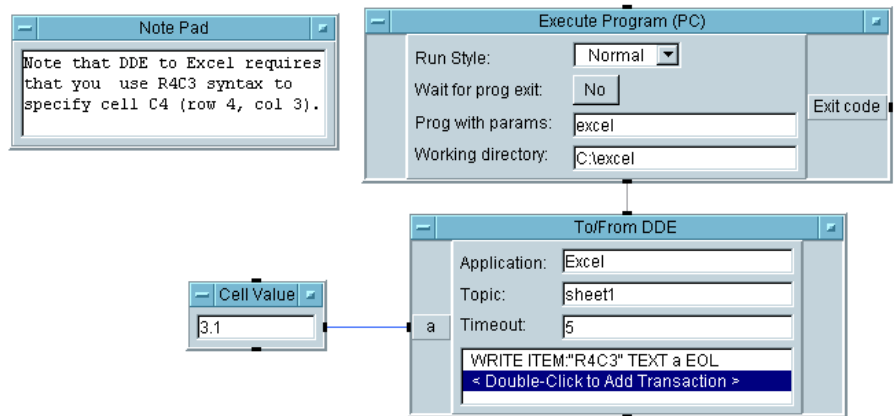 Note Pad
Note that DDE to Excel requires
that you use R4C3 syntax to
specify cell C4 (row 4, col 3).
Execute Program (PC)
Run Style: Normal
Wait for prog exit: No
Prog with params: excel
Working directory: C:\excel
Exit code
To/From DDE
Application: Excel
Topic: sheet1
Timeout: 5
a
WRITE ITEM:"R4C3" TEXT a EOL
< Double-Click to Add Transaction >
Cell Value
3.1